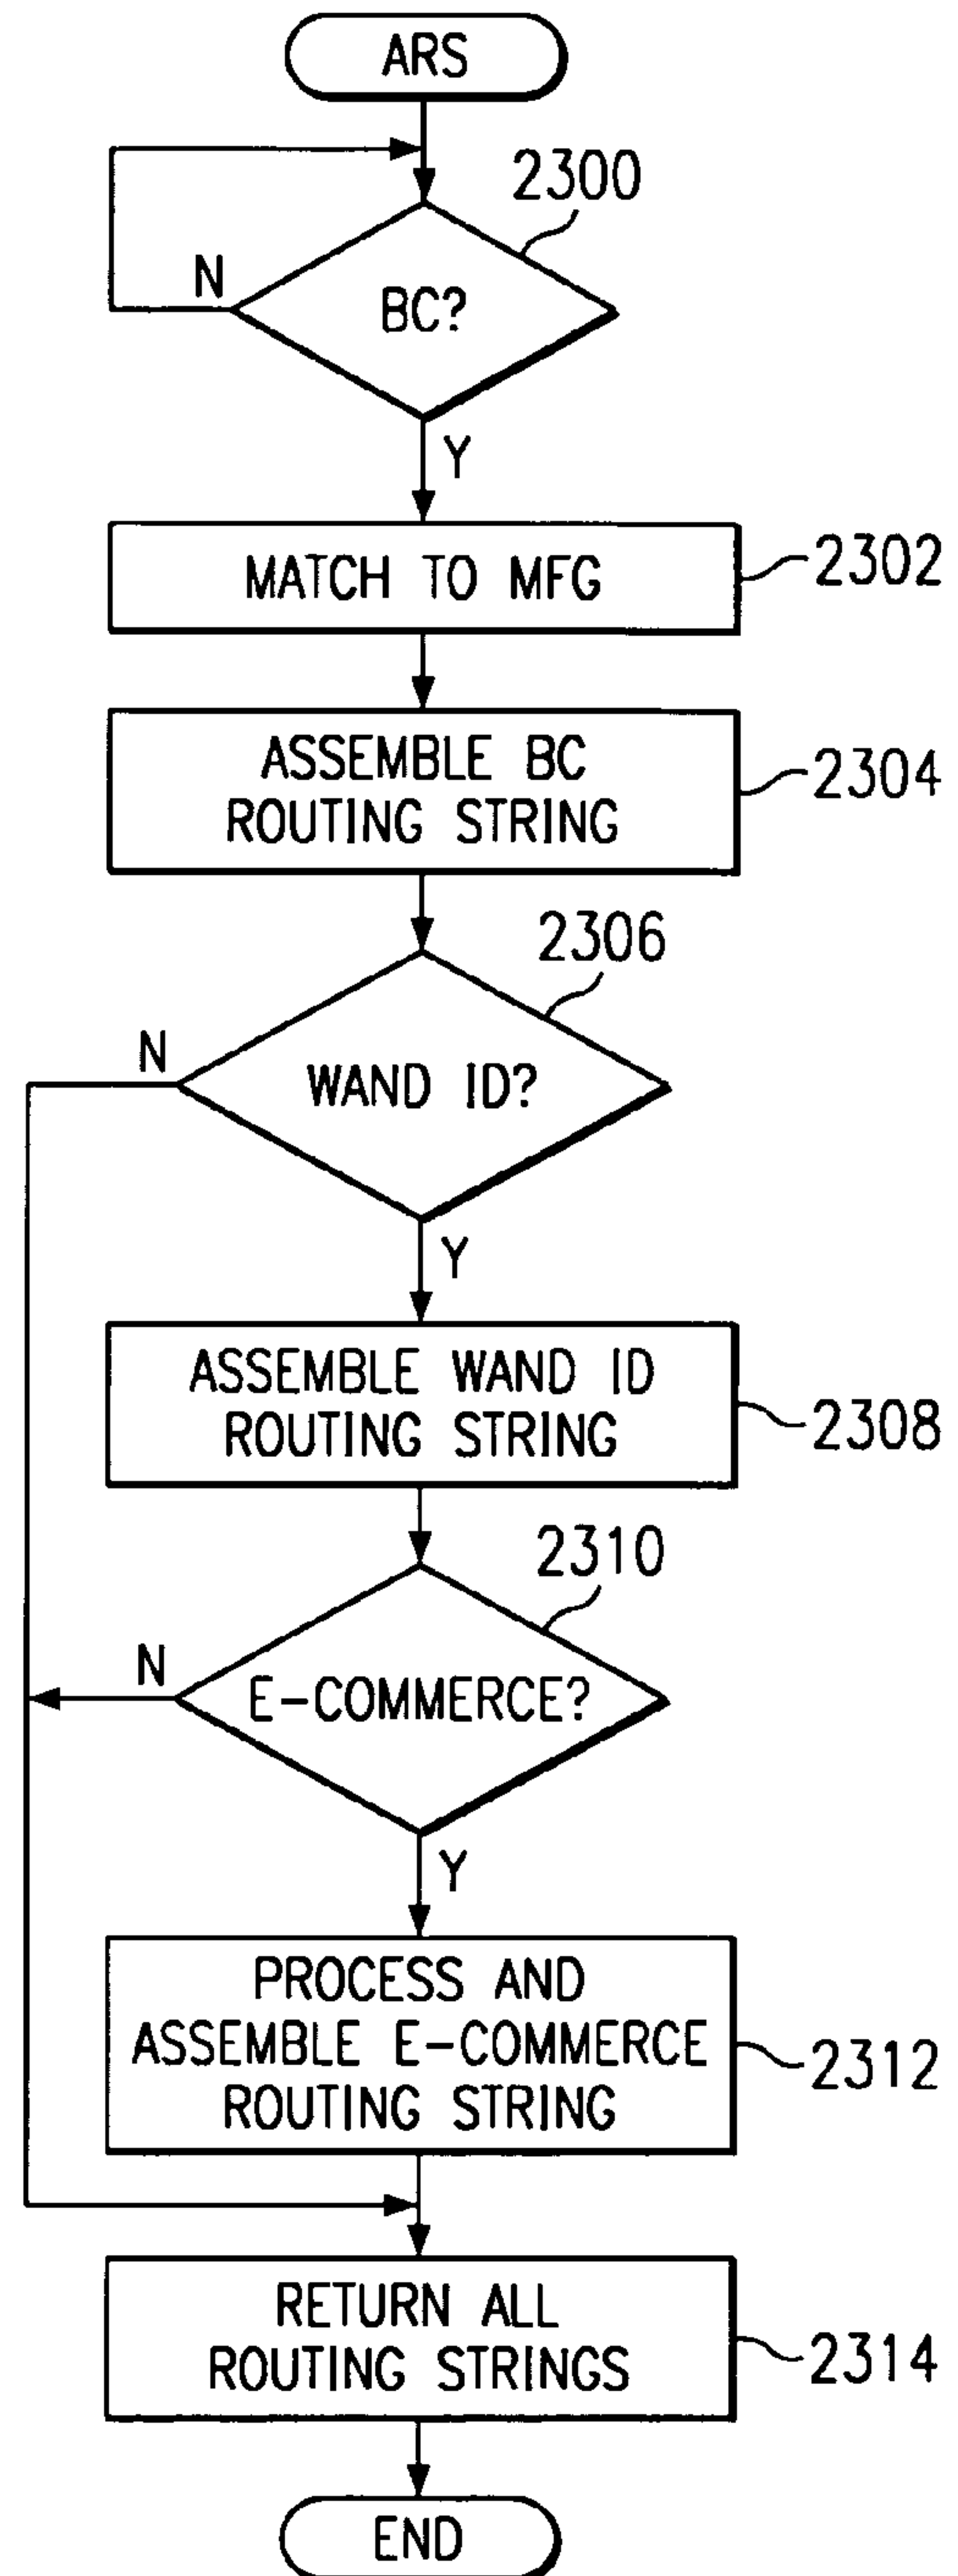 ARS
2300
N
BC?
Y
MATCH TO MFG
2302
ASSEMBLE BC
ROUTING STRING
2304
2306
N
WAND ID?
Y
ASSEMBLE WAND ID
ROUTING STRING
2308
2310
N
E-COMMERCE?
Y
PROCESS AND
ASSEMBLE E-COMMERCE
ROUTING STRING
2312
RETURN ALL
ROUTING STRINGS
2314
END